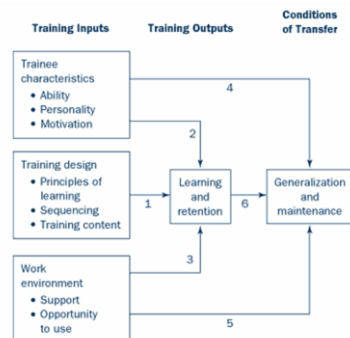 Training Inputs
Training Outputs
Conditions
of Transfer
Trainee
characteristics
• Ability
• Personality
• Motivation
4
2
Training design
• Principles of
learning
• Sequencing
• Training content
1
Learning
and
retention
6
Generalization
and
maintenance
3
Work
environment
• Support
• Opportunity
to use
5